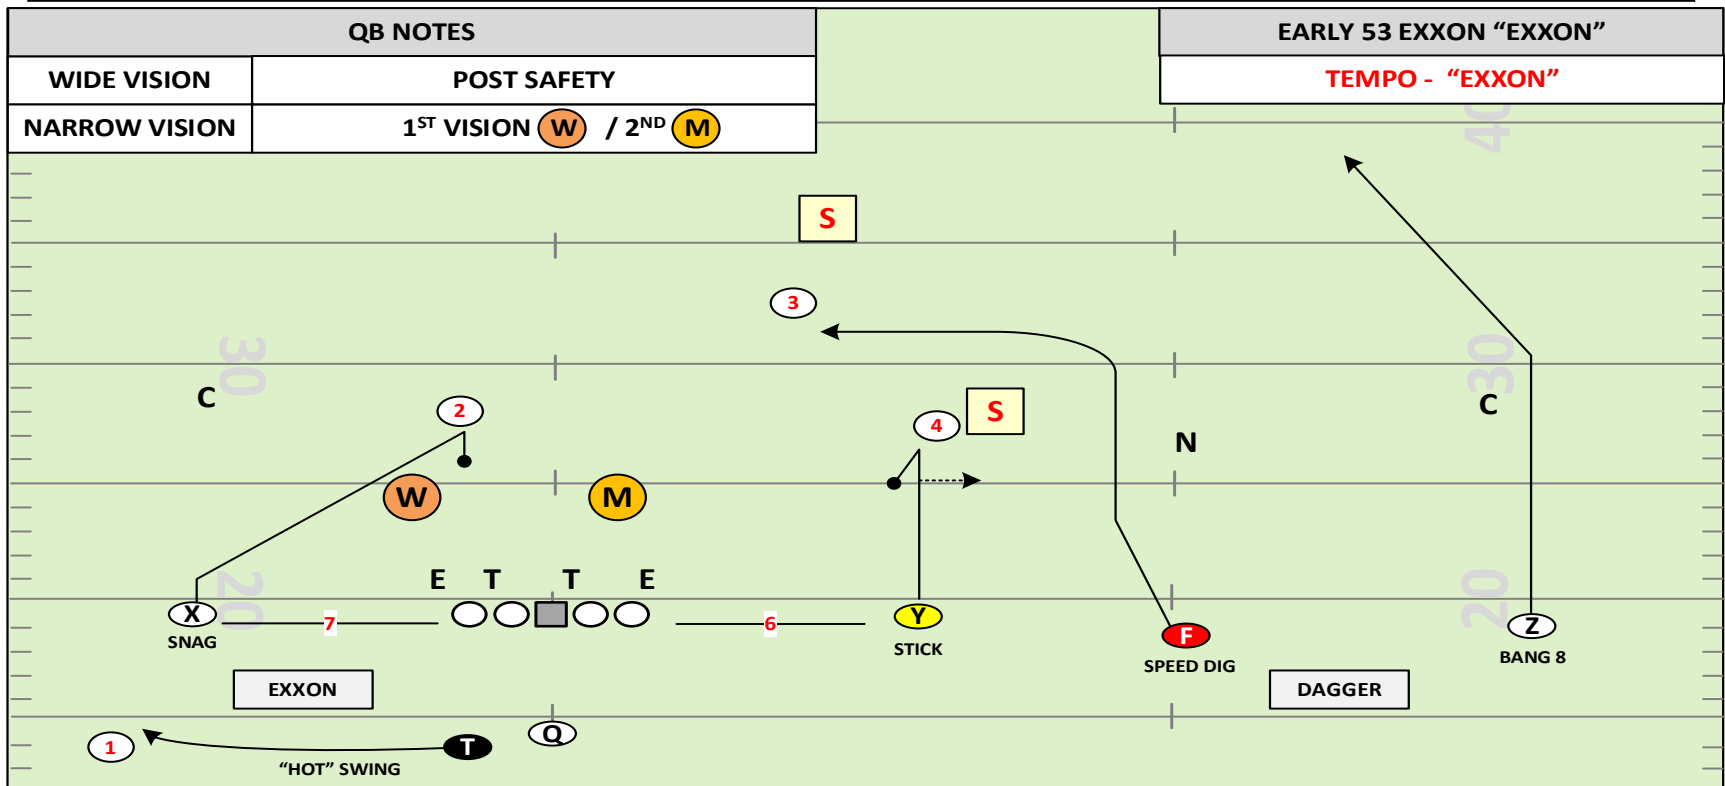 QB NOTES
EARLY 53 EXXON “EXXON”
WIDE VISION
POST SAFETY
TEMPO - “EXXON”
NARROW VISION
1ST VISION W / 2ND M
40
S
3
30
30
C
C
2
4
S
N
W
M
E T T E
20
20
X
7
6
Y
F
Z
SNAG
STICK
SPEED DIG
BANG 8
EXXON
DAGGER
1
T
Q
“HOT” SWING